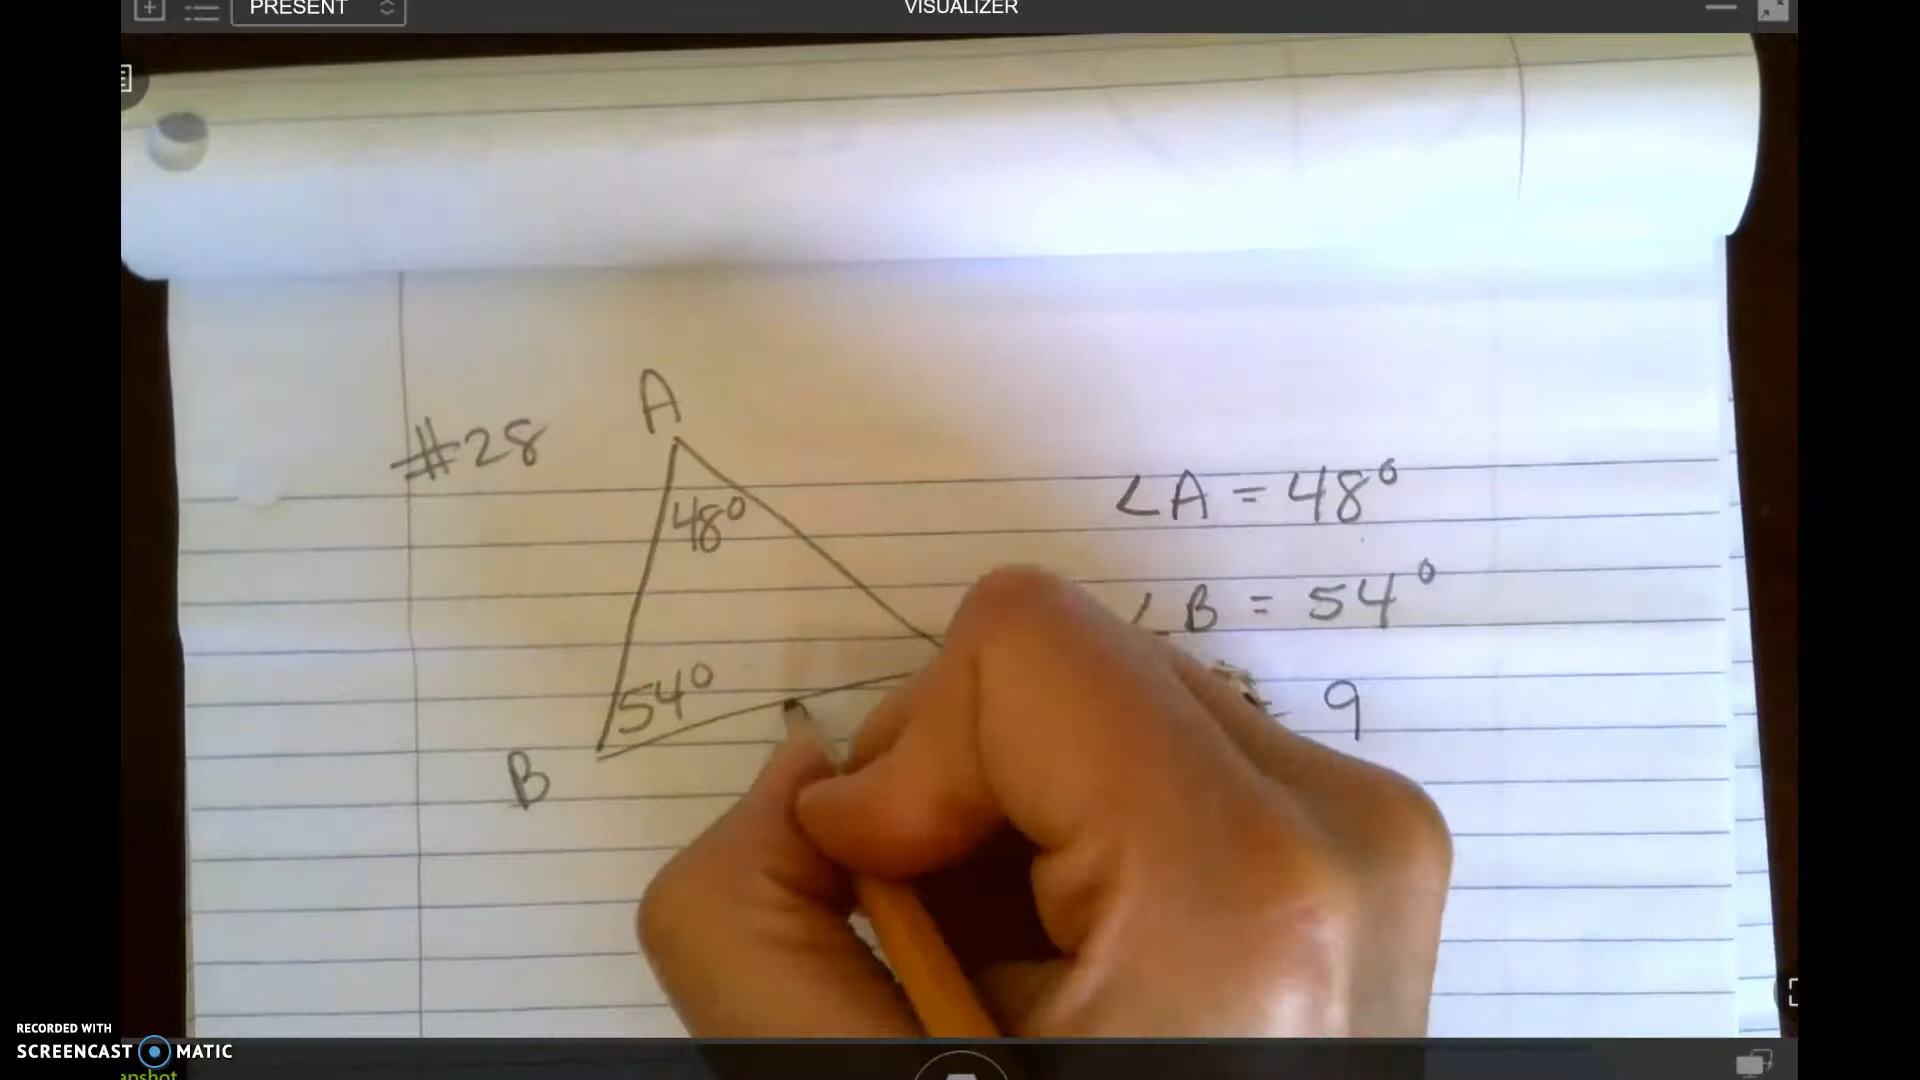 PRESENT
VISUALIZER
#28
A
48°
54°
B
∠A = 48°
∠B = 54°
= 9
RECORDED WITH
SCREENCAST MATIC